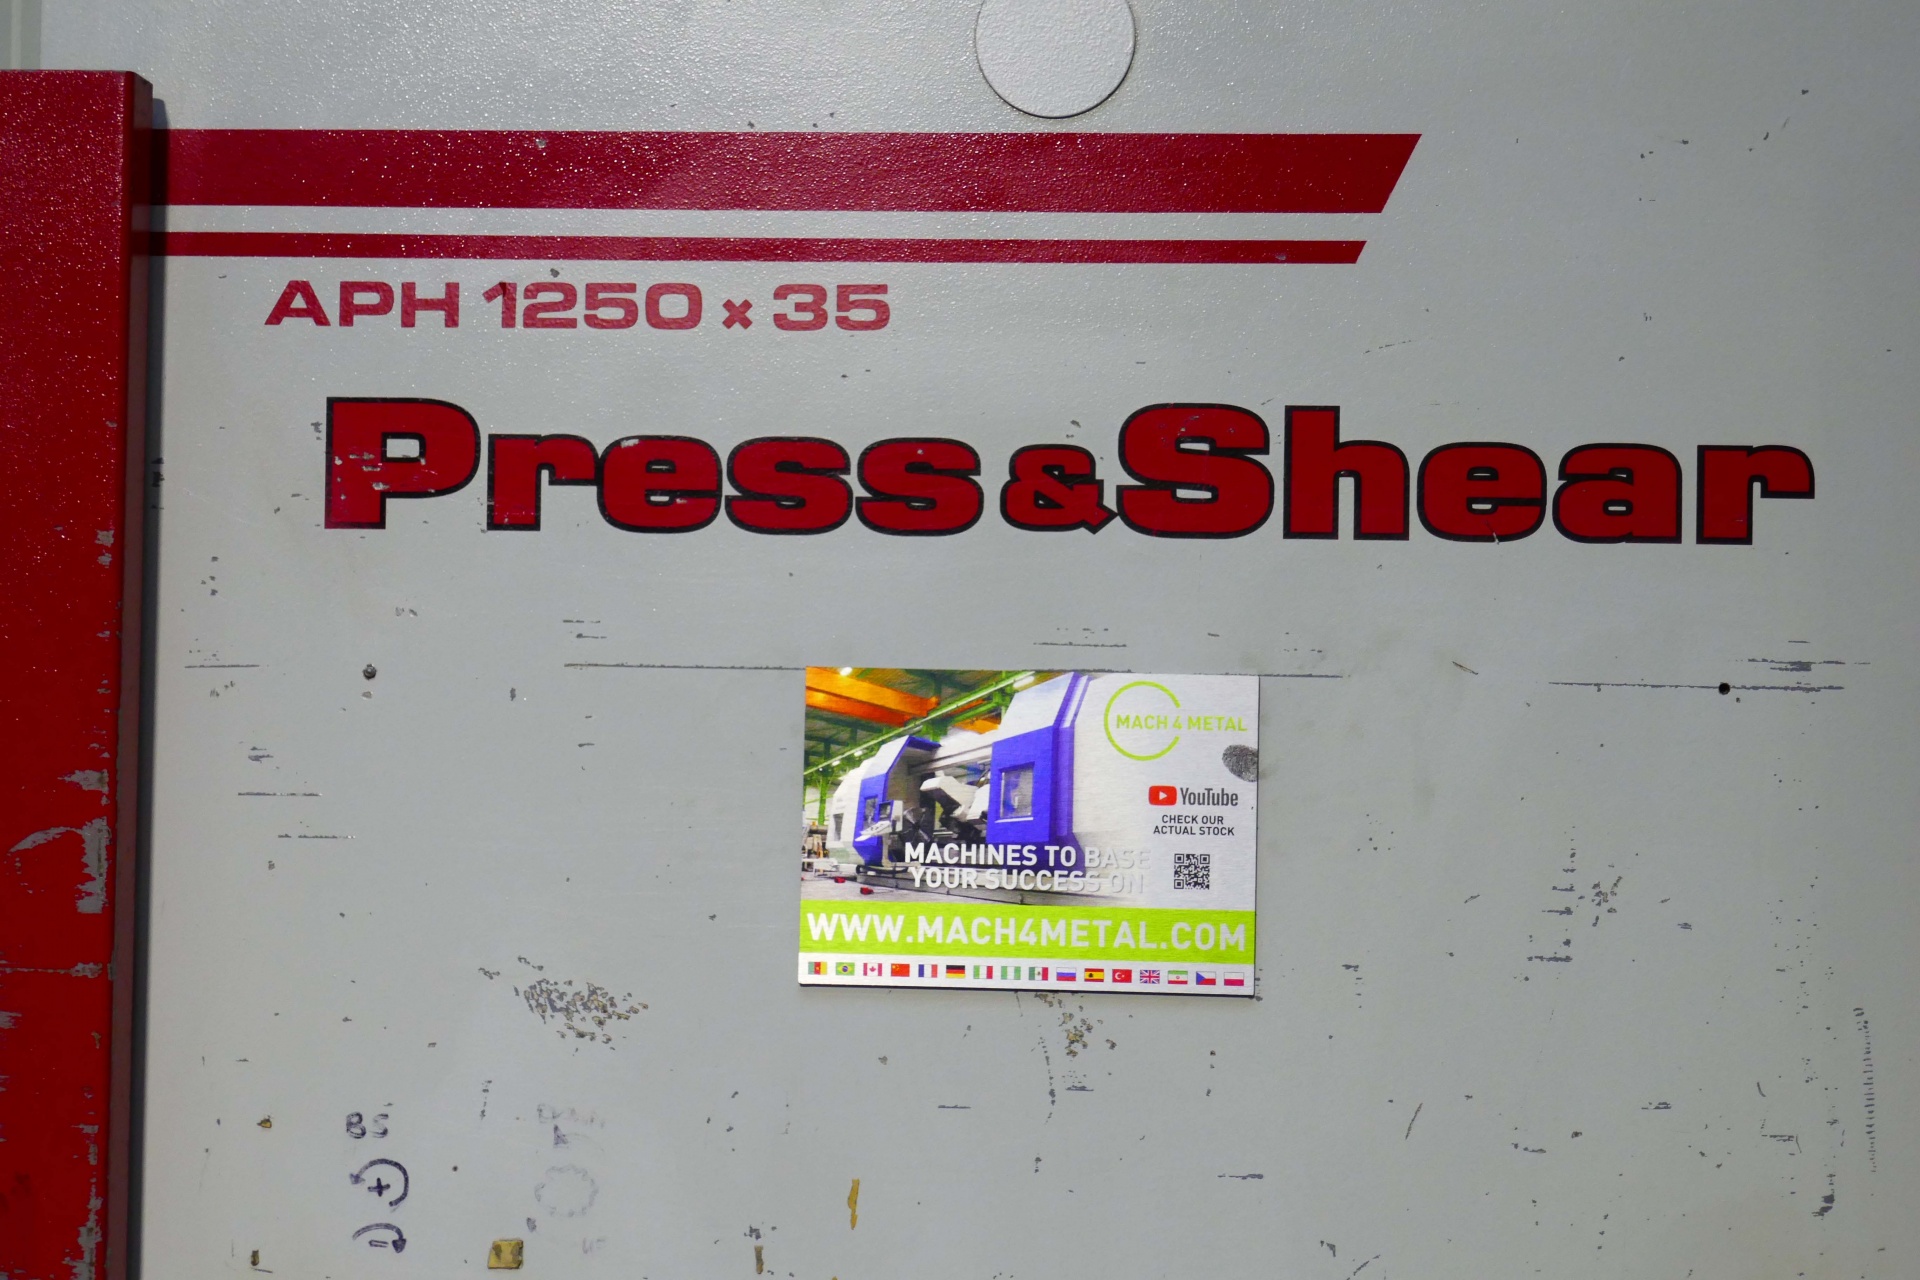 APH 1250 x 35
Press & Shear
MACH 4 METAL
YouTube
CHECK OUR
ACTUAL STOCK
MACHINES TO BASE
YOUR SUCCESS ON
WWW.MACH4METAL.COM
BS
+